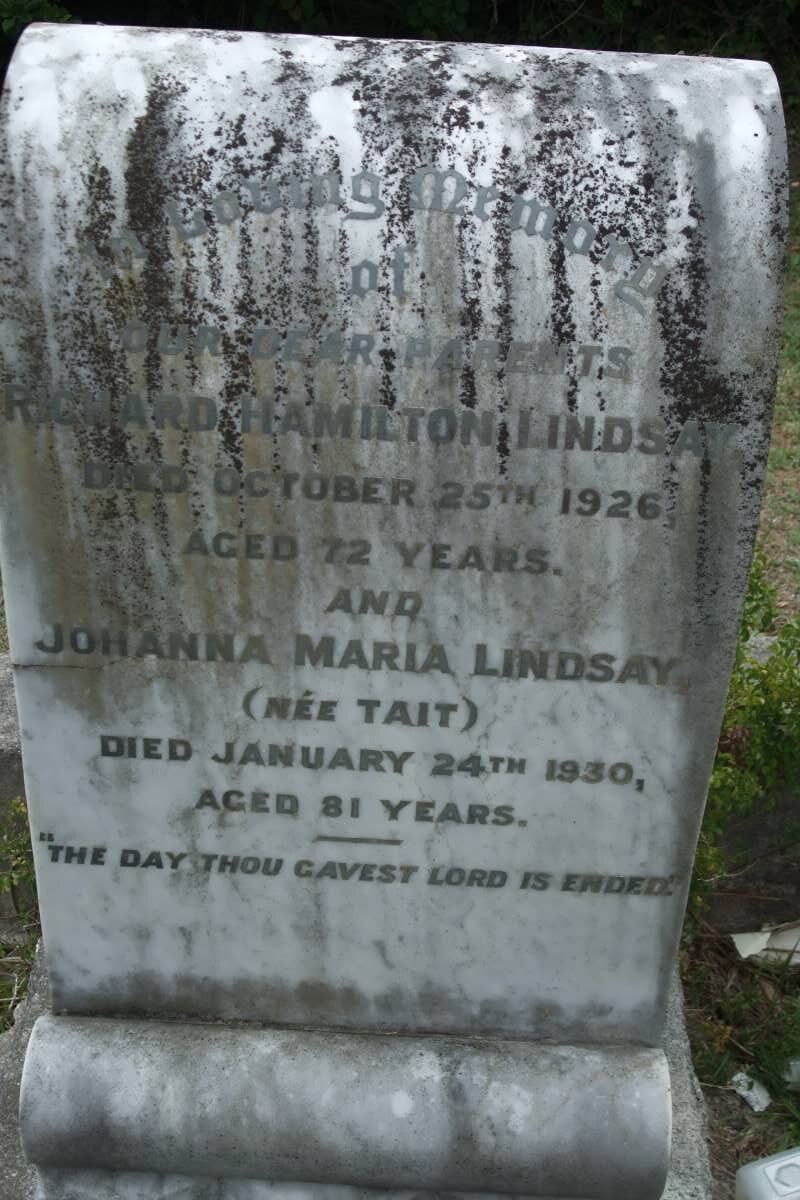 In Loving Memory
of
OUR DEAR PARENTS
RICHARD HAMILTON LINDSAY,
DIED OCTOBER 25TH 1926,
AGED 72 YEARS.
AND
JOHANNA MARIA LINDSAY,
(NÉE TAIT)
DIED JANUARY 24TH 1930,
AGED 81 YEARS.
"THE DAY THOU GAVEST LORD IS ENDED."